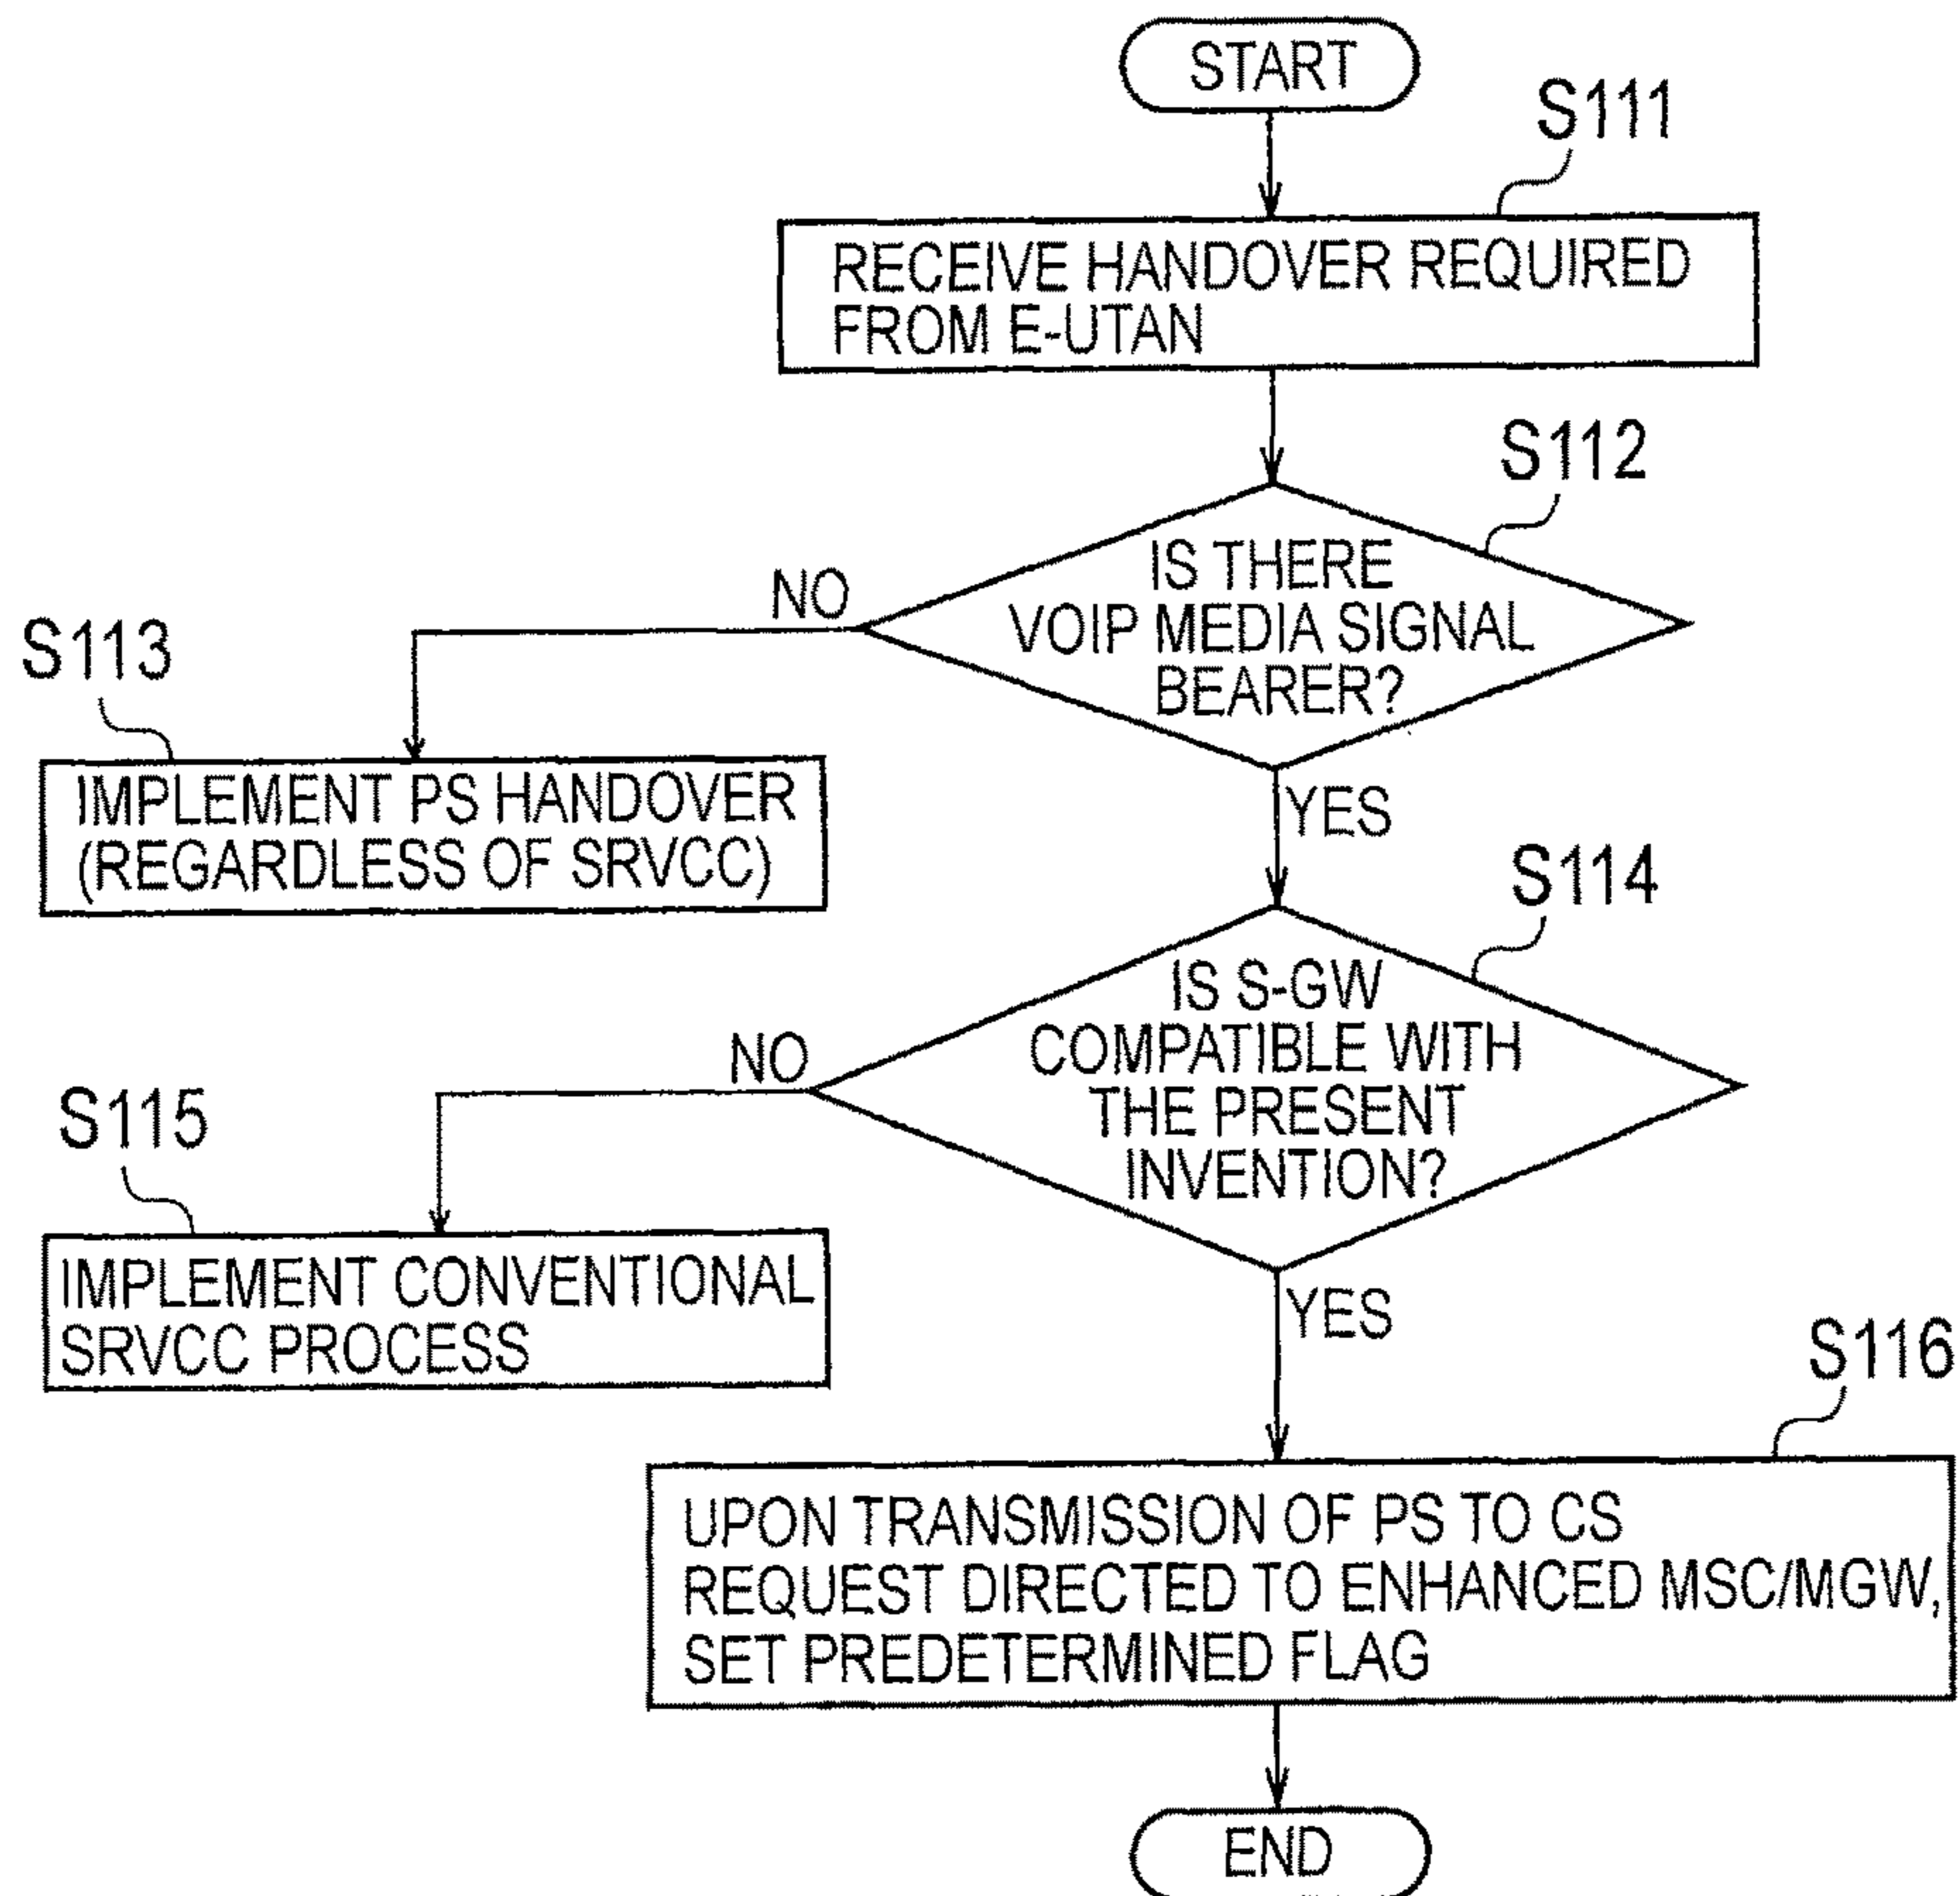 START
S111
RECEIVE HANDOVER REQUIRED
FROM E-UTAN
S112
IS THERE
VOIP MEDIA SIGNAL
BEARER?
NO
YES
S113
IMPLEMENT PS HANDOVER
(REGARDLESS OF SRVCC)
S114
IS S-GW
COMPATIBLE WITH
THE PRESENT
INVENTION?
NO
YES
S115
IMPLEMENT CONVENTIONAL
SRVCC PROCESS
S116
UPON TRANSMISSION OF PS TO CS
REQUEST DIRECTED TO ENHANCED MSC/MGW,
SET PREDETERMINED FLAG
END